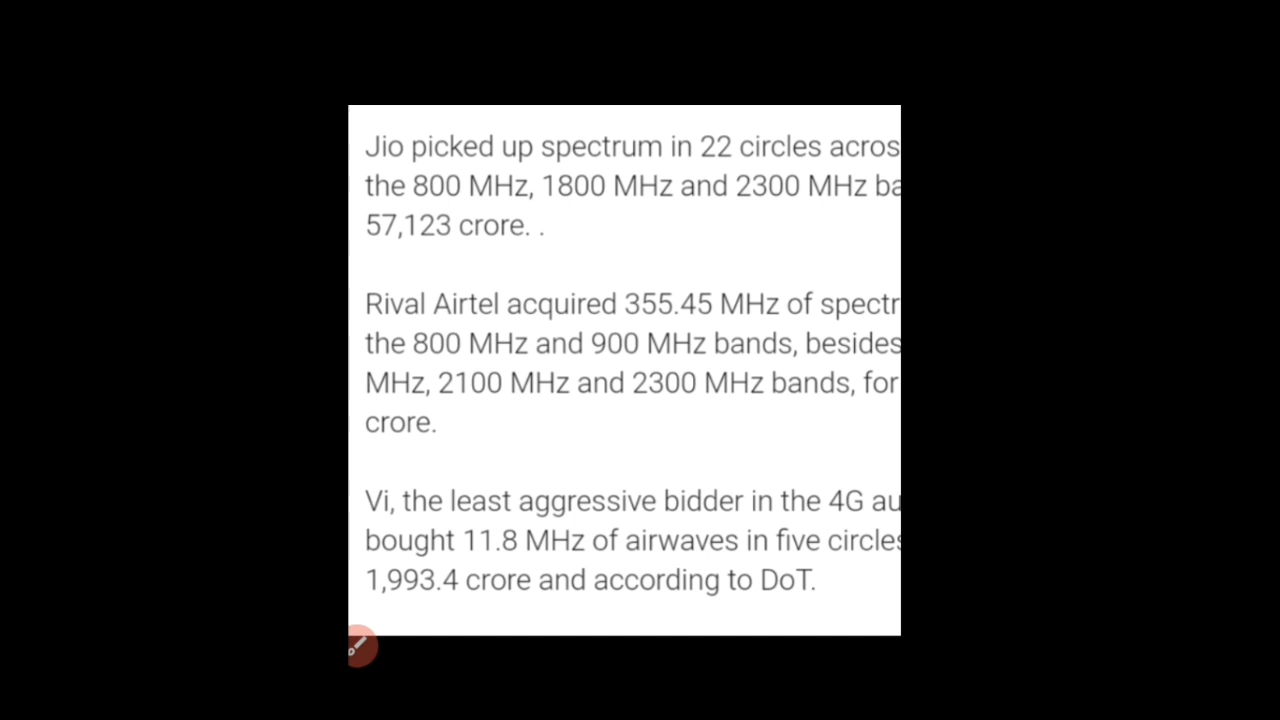 Jio picked up spectrum in 22 circles acros
the 800 MHz, 1800 MHz and 2300 MHz ba
57,123 crore. .
Rival Airtel acquired 355.45 MHz of spectr
the 800 MHz and 900 MHz bands, besides
MHz, 2100 MHz and 2300 MHz bands, for
crore.
Vi, the least aggressive bidder in the 4G au
bought 11.8 MHz of airwaves in five circles
1,993.4 crore and according to DoT.